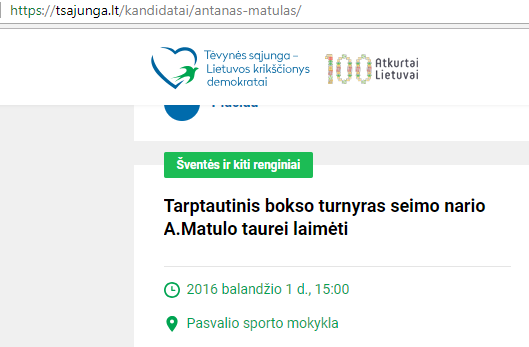 https://tsajunga.lt/kandidatai/antanas-matulas/
Tėvynės sąjunga –
Lietuvos krikščionys
demokratai
100
Atkurtai
Lietuvai
Šventės ir kiti renginiai
Tarptautinis bokso turnyras seimo nario
A.Matulo taurei laimėti
2016 balandžio 1 d., 15:00
Pasvalio sporto mokykla